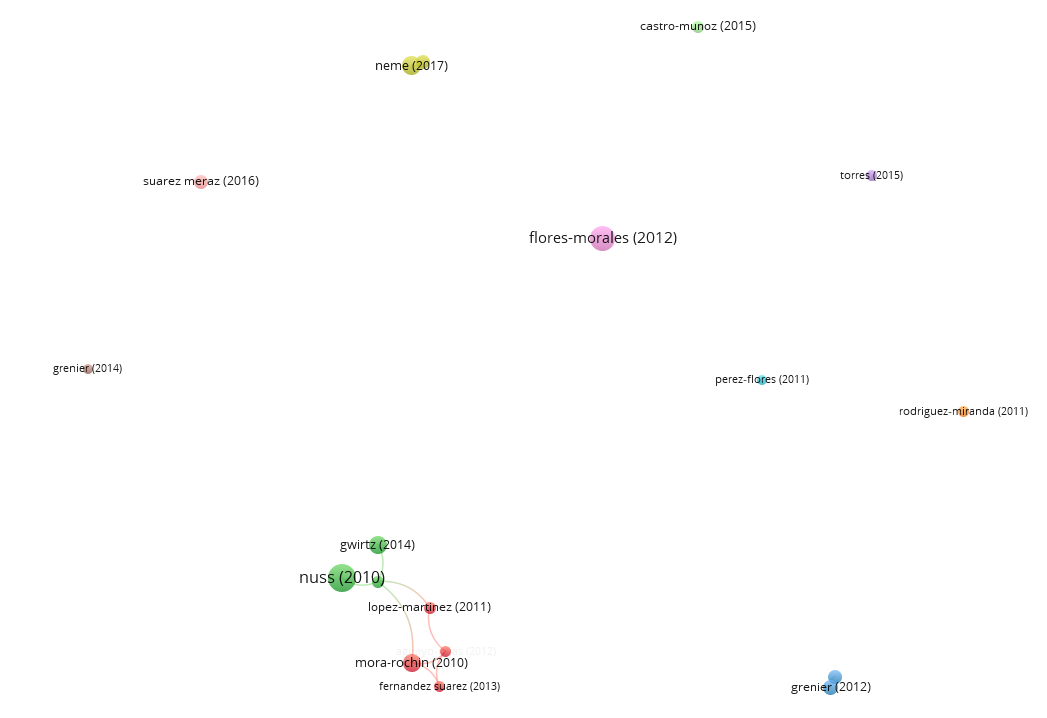 castro-munoz (2015)
neme (2017)
torres (2015)
suarez meraz (2016)
flores-morales (2012)
grenier (2014)
perez-flores (2011)
rodriguez-miranda (2011)
gwirtz (2014)
nuss (2010)
lopez-martinez (2011)
(2012)
mora-rochin (2010)
fernandez suarez (2013)
grenier (2012)